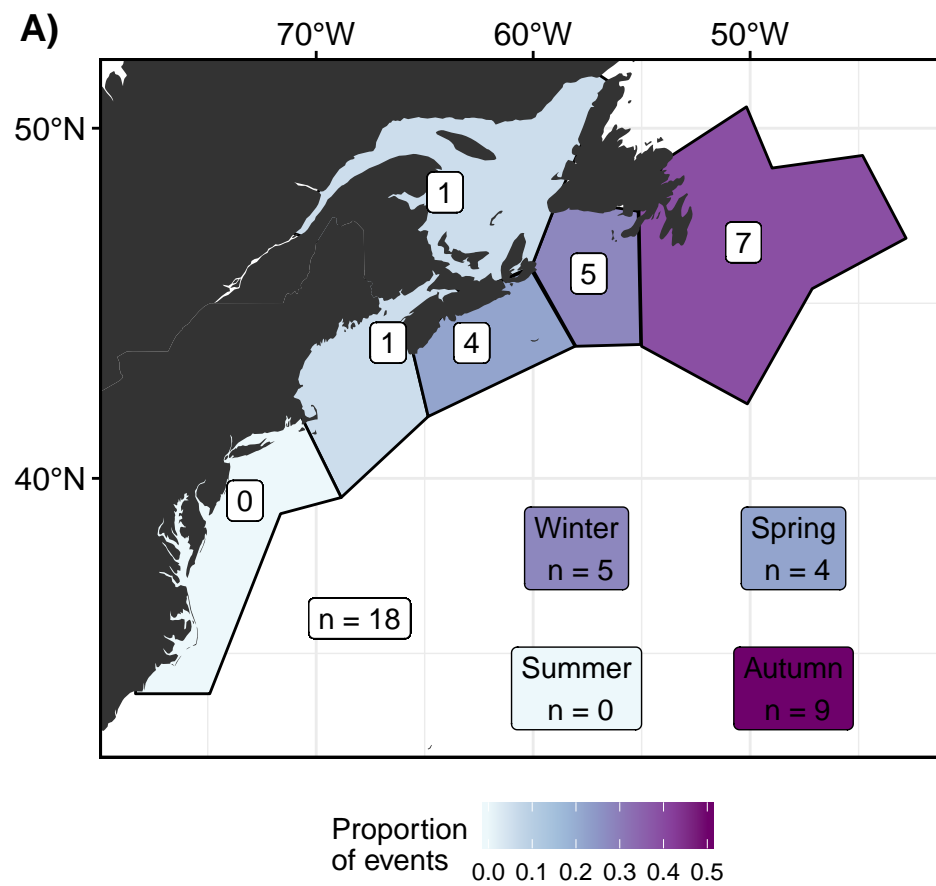 A)
70°W 60°W 50°W
50°N
1
7
5
1
4
40°N
0
Winter
n = 5
Spring
n = 4
n = 18
Summer
n = 0
Autumn
n = 9
Proportion
of events
0.0 0.1 0.2 0.3 0.4 0.5